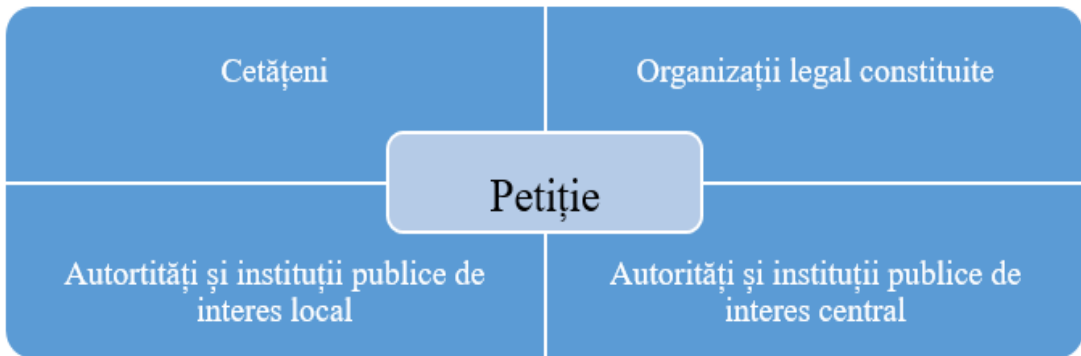 Cetățeni
Organizații legal constituite
Petiție
Autortități și instituții publice de
interes local
Autorități și instituții publice de
interes central